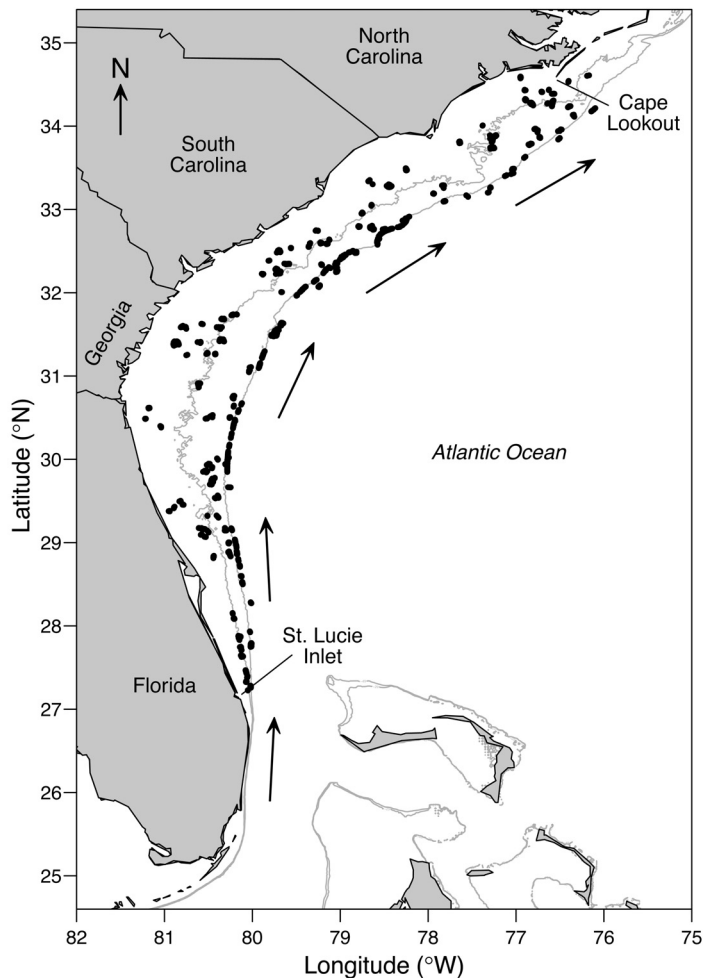 North
Carolina
N
Cape
Lookout
South
Carolina
Georgia
Atlantic Ocean
St. Lucie
Inlet
Florida
35
34
33
32
31
30
29
28
27
26
25
Latitude (°N)
82
81
80
79
78
77
76
75
Longitude (°W)